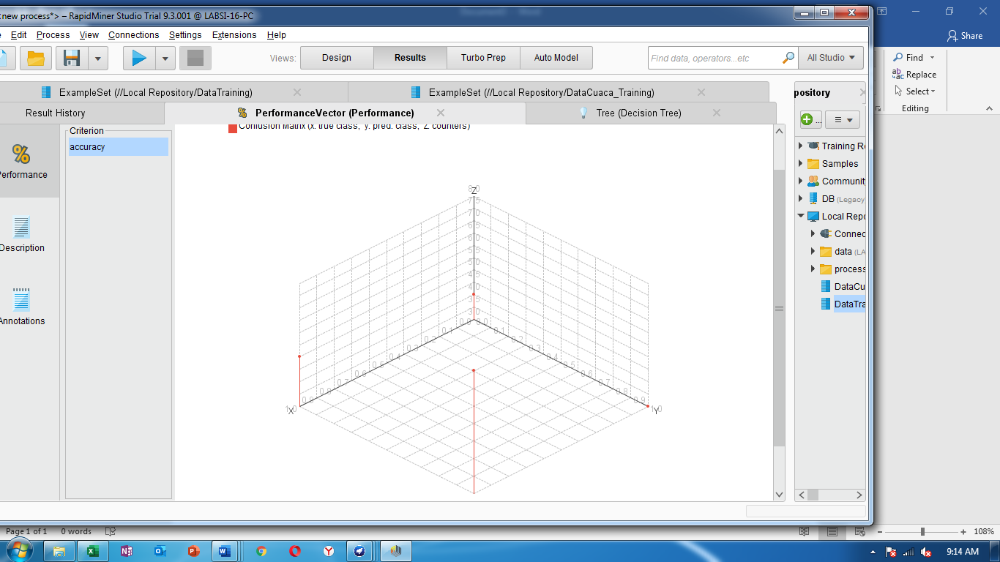 new process*> – RapidMiner Studio Trial 9.3.001 @ LABSI-16-PC
Share
Edit Process View Connections Settings Extensions Help
Views: Design Results Turbo Prep Auto Model
Find data, operators...etc
All Studio
Find
Replace
Select
Editing
ExampleSet (//Local Repository/DataTraining)
ExampleSet (//Local Repository/DataCuaca_Training)
pository
Result History
PerformanceVector (Performance)
Tree (Decision Tree)
...
Criterion
accuracy
Performance
Description
Annotations
Confusion Matrix (x: true class, y: pred. class, z: counters)
Z
7.5
7.0
6.5
6.0
5.5
5.0
4.5
4.0
3.5
3.0
0.0 0.0
0.1 0.1
0.2 0.2
0.3 0.3
0.4 0.4
0.5 0.5
0.6 0.6
0.7 0.7
0.8 0.8
0.9 0.9
X
Y
Training Re
Samples
Communit
DB (Legacy
Local Repo
Connec
data (LA
process
DataCu
DataTra
Page 1 of 1 0 words
108%
9:14 AM